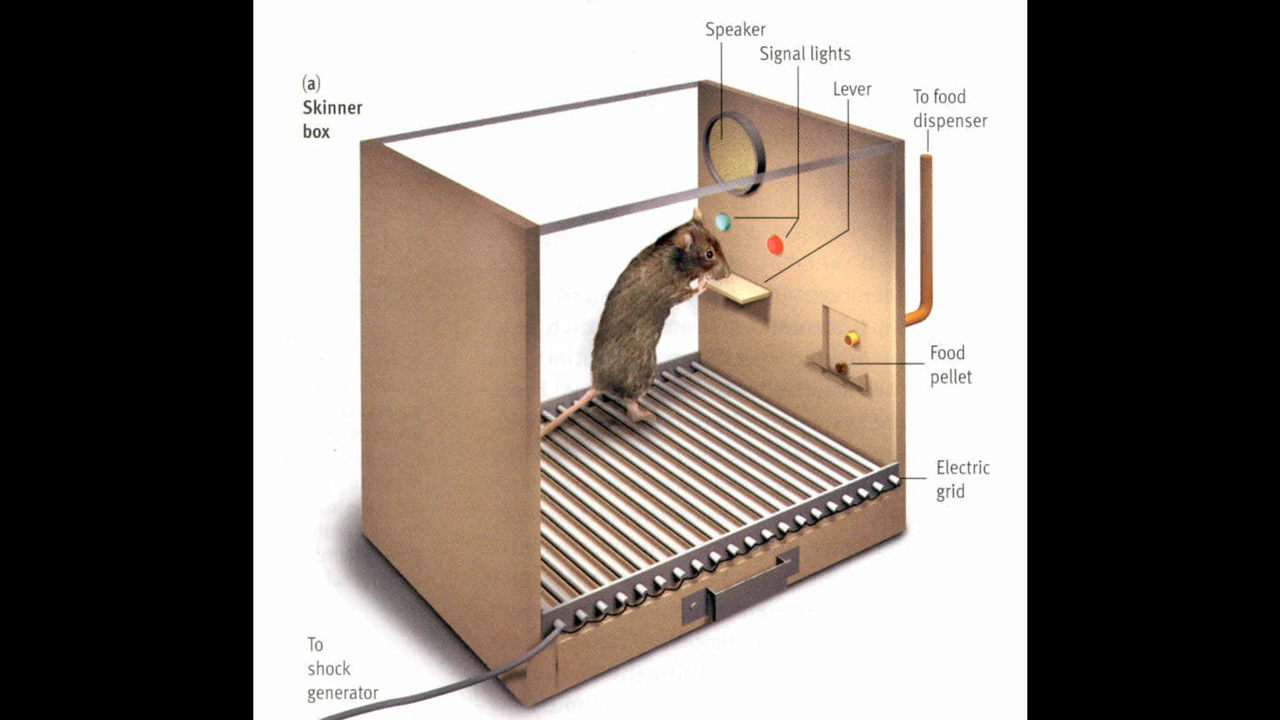 Speaker
Signal lights
Lever
To food
dispenser
(a)
Skinner
box
Food
pellet
Electric
grid
To
shock
generator